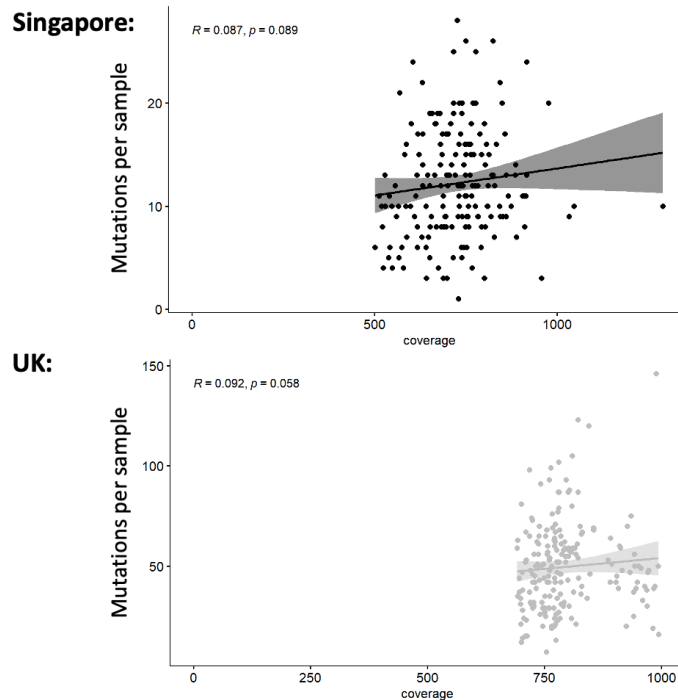 Singapore:
R = 0.087, p = 0.089
Mutations per sample
20
10
0
0 500 1000
coverage
UK:
R = 0.092, p = 0.058
Mutations per sample
150
100
50
0 250 500 750 1000
coverage